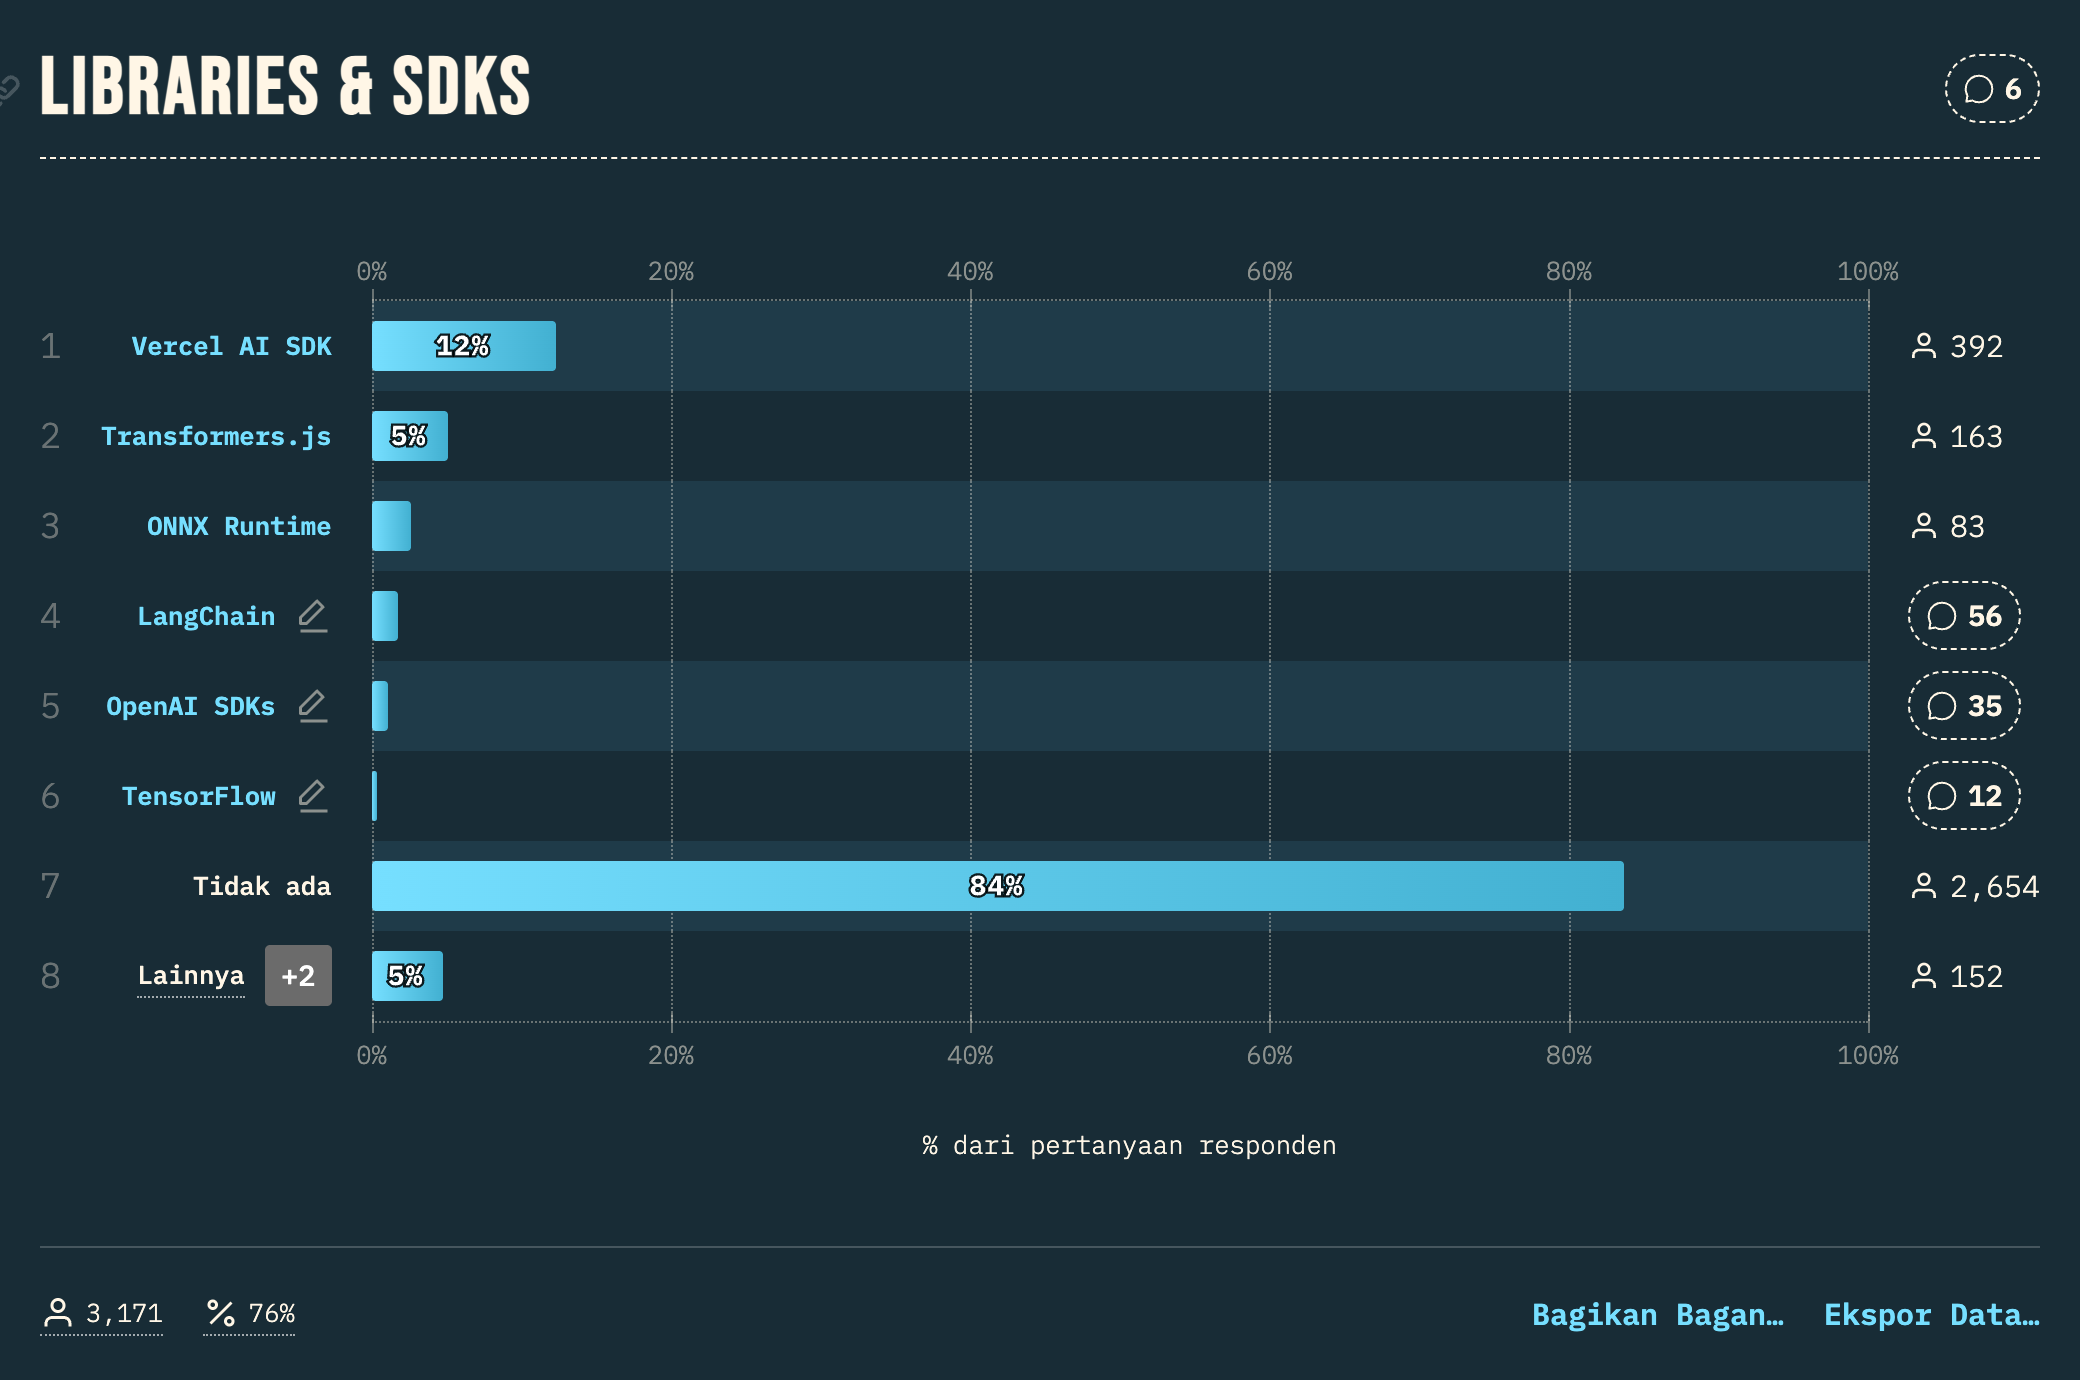 LIBRARIES & SDKS
6
0% 20% 40% 60% 80% 100%
1 Vercel AI SDK 12% 392
2 Transformers.js 5% 163
3 ONNX Runtime 83
4 LangChain 56
5 OpenAI SDKs 35
6 TensorFlow 12
7 Tidak ada 84% 2,654
8 Lainnya +2 5% 152
0% 20% 40% 60% 80% 100%
% dari pertanyaan responden
3,171 76% Bagikan Bagan… Ekspor Data…